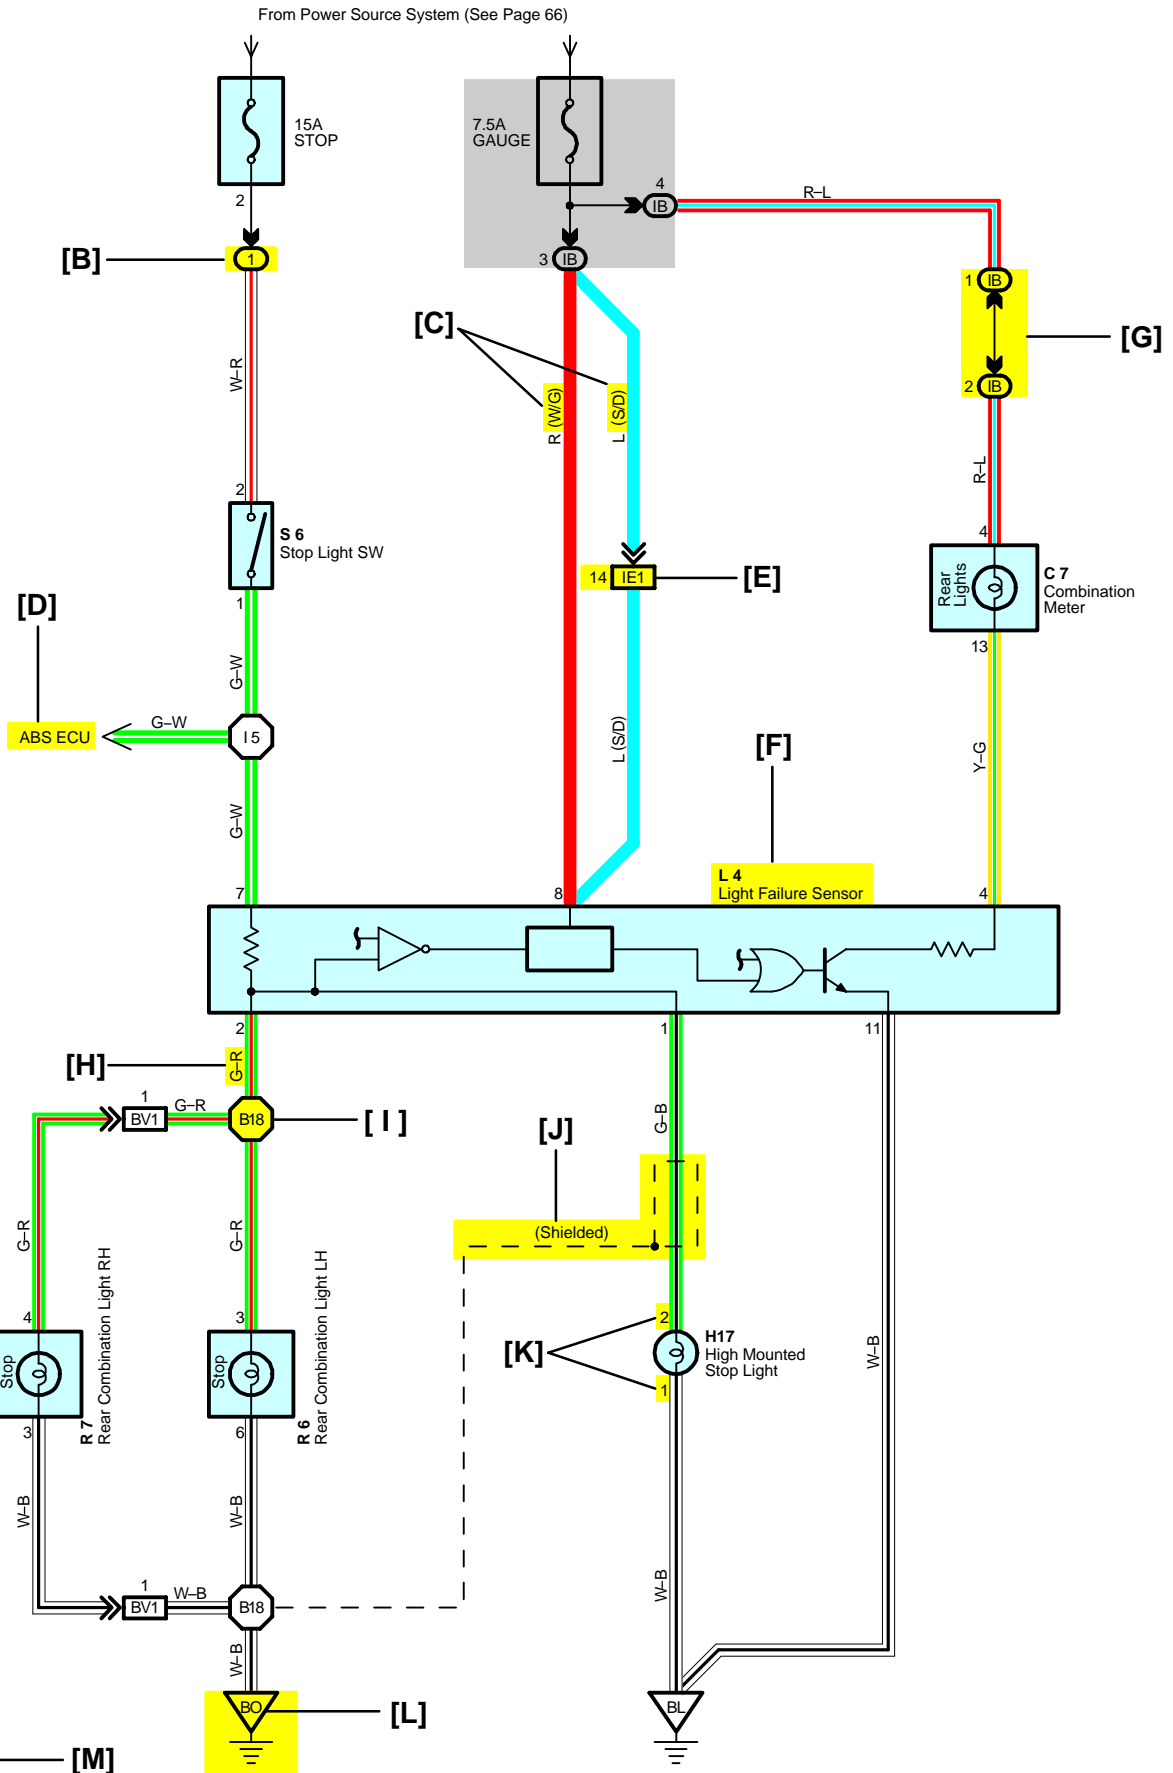 From Power Source System (See Page 66)
15A
STOP
7.5A
GAUGE
2
4
IB
R–L
[B]
1
3
IB
1
IB
[G]
[C]
W–R
R (W/G)
L (S/D)
2
IB
R–L
2
S 6
Stop Light SW
1
14
IE1
[E]
4
Rear
Lights
C 7
Combination
Meter
13
[D]
G–W
ABS ECU
G–W
I 5
L (S/D)
[F]
Y–G
G–W
7
8
L 4
Light Failure Sensor
4
2
1
11
[H]
G–R
1
BV1
G–R
B18
[ I ]
G–B
[J]
(Shielded)
G–R
G–R
4
Stop
3
R 7
Rear Combination Light RH
3
Stop
6
R 6
Rear Combination Light LH
2
[K]
1
H17
High Mounted
Stop Light
W–B
W–B
W–B
W–B
1
BV1
W–B
B18
W–B
BO
[L]
BL
[M]